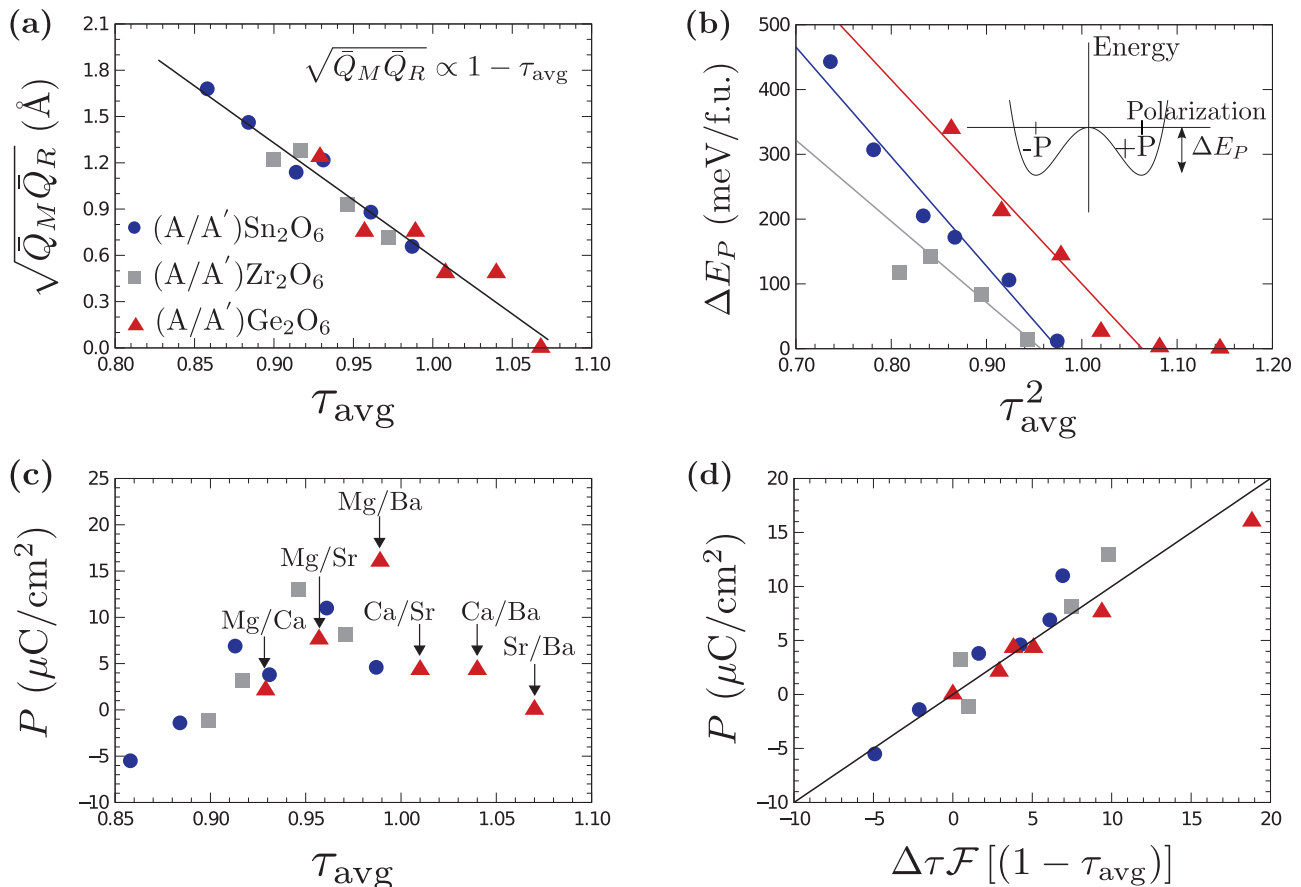 (a)
√Q̄_M Q̄_R (Å)
2.1
1.8
1.5
1.2
0.9
0.6
0.3
0.0
√Q̄_M Q̄_R ∝ 1 − τ_avg
(A/A′)Sn₂O₆
(A/A′)Zr₂O₆
(A/A′)Ge₂O₆
0.80 0.85 0.90 0.95 1.00 1.05 1.10
τ_avg
(b)
ΔE_P (meV/f.u.)
500
400
300
200
100
0
Energy
Polarization
-P
+P
ΔE_P
0.70 0.80 0.90 1.00 1.10 1.20
τ²_avg
(c)
P (μC/cm²)
25
20
15
10
5
0
−5
−10
Mg/Ba
Mg/Sr
Mg/Ca
Ca/Sr
Ca/Ba
Sr/Ba
0.85 0.90 0.95 1.00 1.05 1.10
τ_avg
(d)
P (μC/cm²)
20
15
10
5
0
−5
−10
−10 −5 0 5 10 15 20
Δτ𝓕[(1 − τ_avg)]